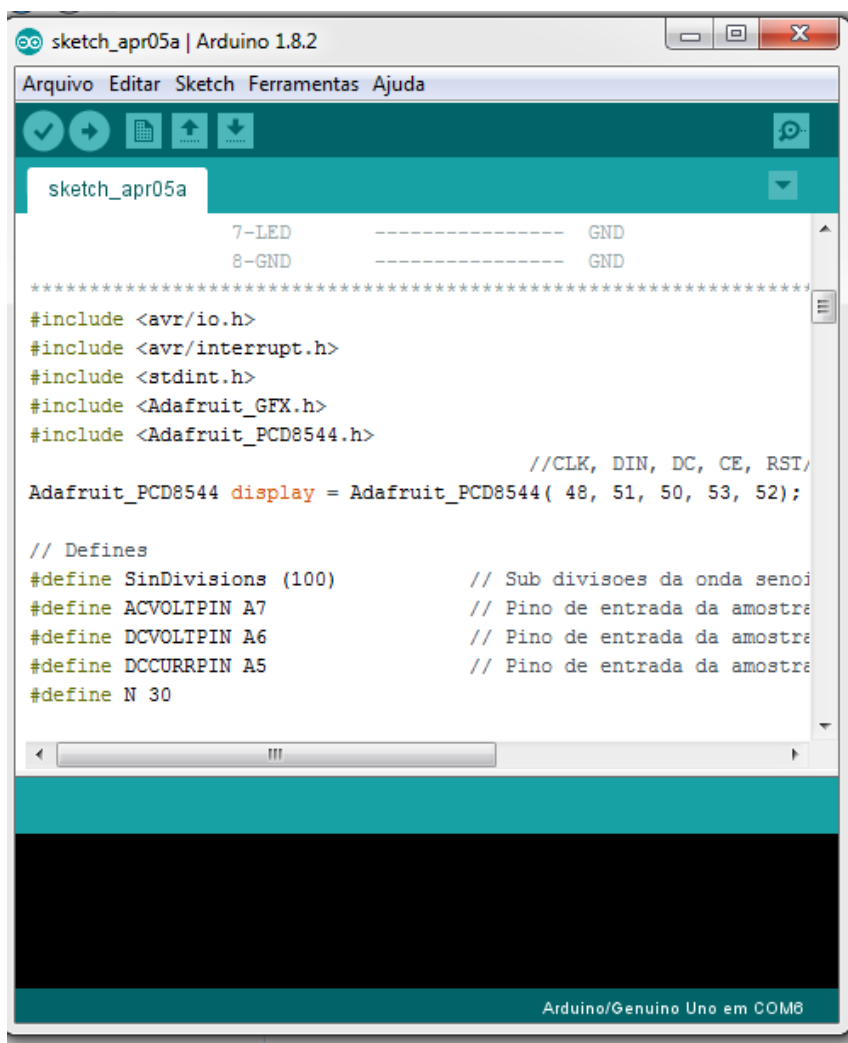 sketch_apr05a | Arduino 1.8.2
Arquivo Editar Sketch Ferramentas Ajuda
sketch_apr05a
7-LED ---------------- GND
8-GND ---------------- GND
******************************************************************
#include <avr/io.h>
#include <avr/interrupt.h>
#include <stdint.h>
#include <Adafruit_GFX.h>
#include <Adafruit_PCD8544.h>
//CLK, DIN, DC, CE, RST/
Adafruit_PCD8544 display = Adafruit_PCD8544( 48, 51, 50, 53, 52);
// Defines
#define SinDivisions (100) // Sub divisoes da onda senoi
#define ACVOLTPIN A7 // Pino de entrada da amostra
#define DCVOLTPIN A6 // Pino de entrada da amostra
#define DCCURRPIN A5 // Pino de entrada da amostra
#define N 30
Arduino/Genuino Uno em COM6